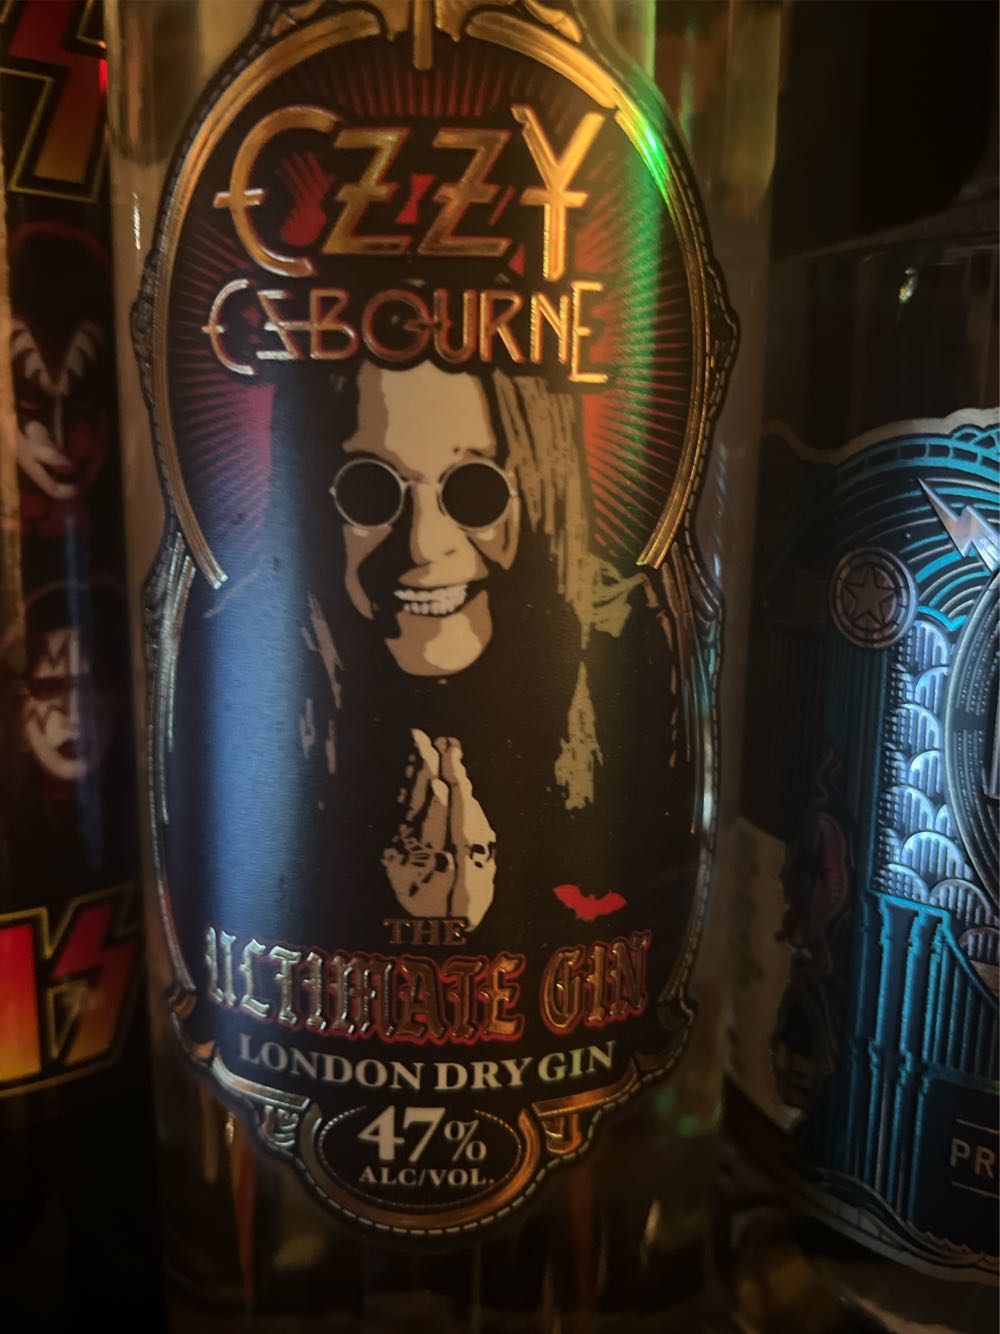 OZZY
OSBOURNE
THE
ULTIMATE GIN
LONDON DRY GIN
47%
ALC/VOL.